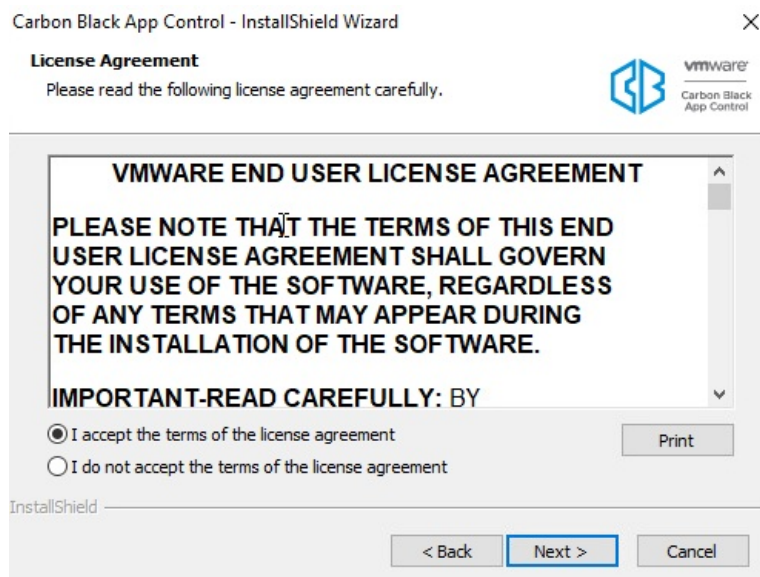 Carbon Black App Control - InstallShield Wizard
License Agreement
Please read the following license agreement carefully.
vmware
Carbon Black
App Control
VMWARE END USER LICENSE AGREEMENT
PLEASE NOTE THAT THE TERMS OF THIS END
USER LICENSE AGREEMENT SHALL GOVERN
YOUR USE OF THE SOFTWARE, REGARDLESS
OF ANY TERMS THAT MAY APPEAR DURING
THE INSTALLATION OF THE SOFTWARE.
IMPORTANT-READ CAREFULLY: BY
I accept the terms of the license agreement
Print
I do not accept the terms of the license agreement
InstallShield
< Back
Next >
Cancel